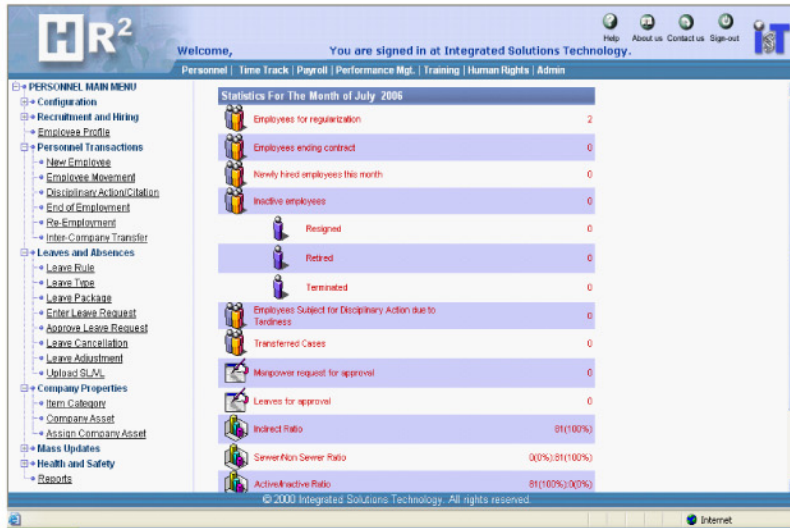 HR²
Help About us Contact us Sign-out
iST
Welcome, You are signed in at Integrated Solutions Technology.
Personnel | Time Track | Payroll | Performance Mgt. | Training | Human Rights | Admin
PERSONNEL MAIN MENU
Configuration
Recruitment and Hiring
Employee Profile
Personnel Transactions
New Employee
Employee Movement
Disciplinary Action/Citation
End of Employment
Re-Employment
Inter-Company Transfer
Leaves and Absences
Leave Rule
Leave Type
Leave Package
Enter Leave Request
Approve Leave Request
Leave Cancellation
Leave Adjustment
Upload SL/VL
Company Properties
Item Category
Company Asset
Assign Company Asset
Mass Updates
Health and Safety
Reports
Statistics For The Month of July 2006
Employees for regularization 2
Employees ending contract 0
Newly hired employees this month 0
Inactive employees 0
Resigned 0
Retired 0
Terminated 0
Employees Subject for Disciplinary Action due to
Tardiness 0
Transferred Cases 0
Manpower request for approval 0
Leaves for approval 0
Indirect Ratio 81(100%)
Sewer/Non Sewer Ratio 0(0%):81(100%)
Active/Inactive Ratio 81(100%):0(0%)
© 2000 Integrated Solutions Technology. All rights reserved.
Internet